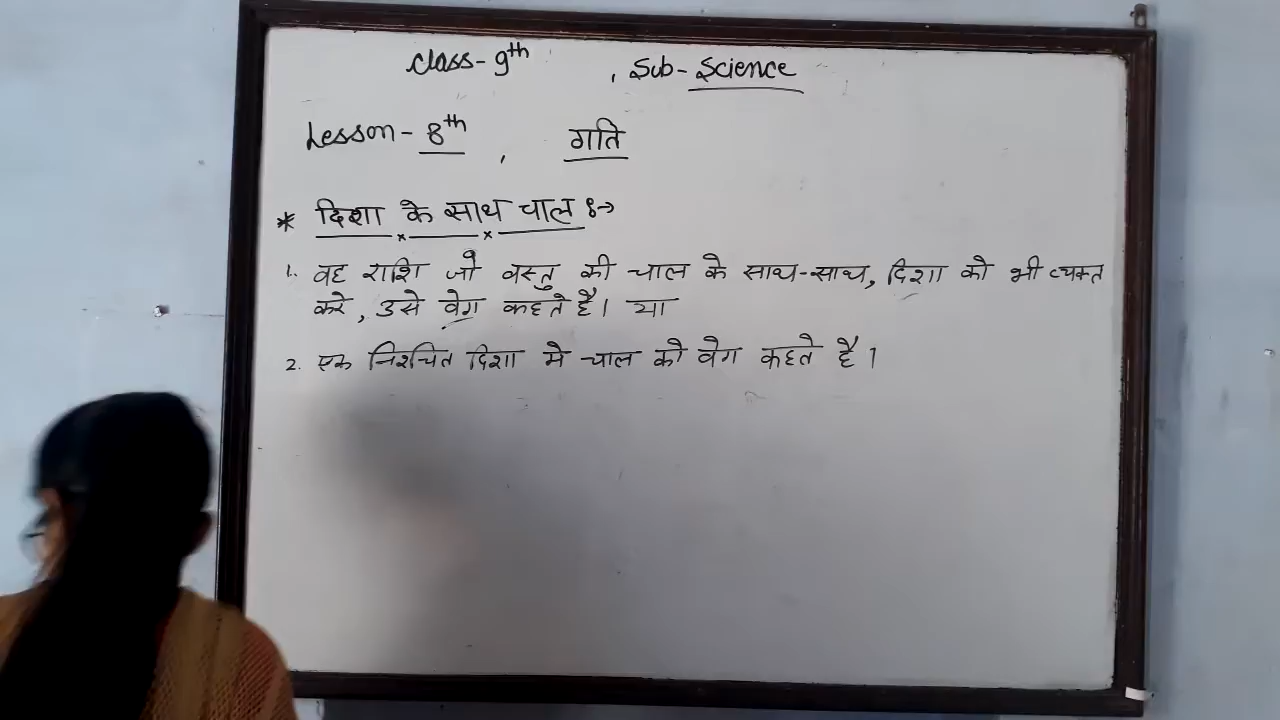 Class-9th , Sub-Science
Lesson-8th , गति
* दिशा के साथ चाल :→
1. वह राशि जो वस्तु की चाल के साथ-साथ, दिशा को भी व्यक्त
करे, उसे वेग कहते है। या
2. एक निश्चित दिशा मे चाल को वेग कहते है।